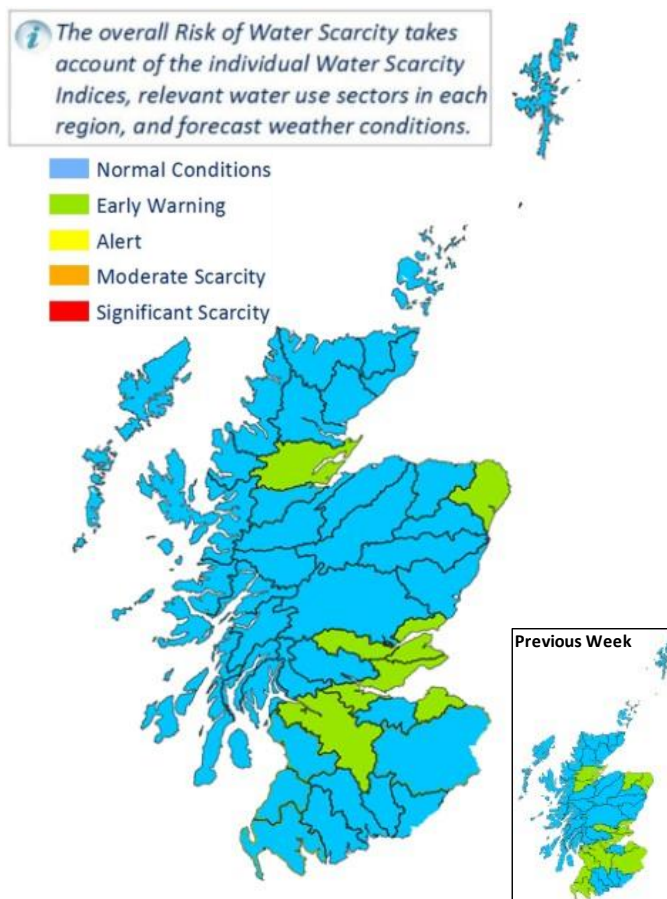 The overall Risk of Water Scarcity takes
account of the individual Water Scarcity
Indices, relevant water use sectors in each
region, and forecast weather conditions.
Normal Conditions
Early Warning
Alert
Moderate Scarcity
Significant Scarcity
Previous Week